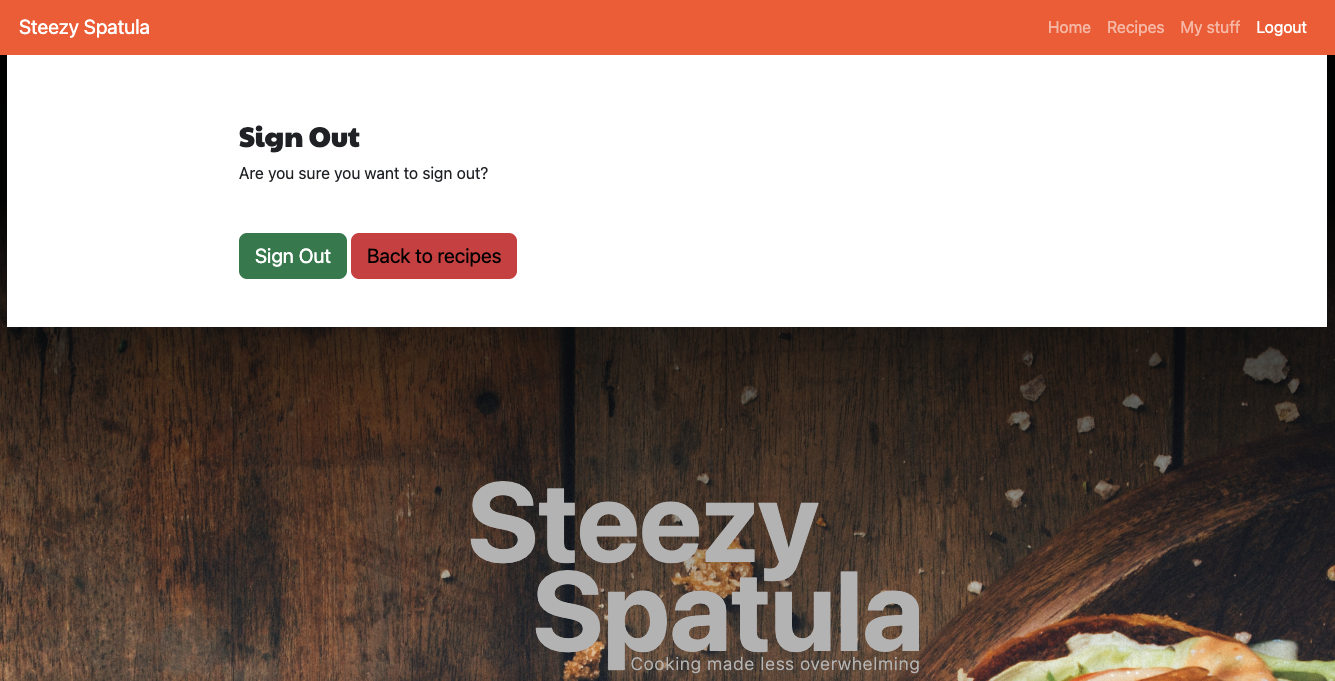 Steezy Spatula Home Recipes My stuff Logout
Sign Out
Are you sure you want to sign out?
Sign Out Back to recipes
Steezy
Spatula
Cooking made less overwhelming